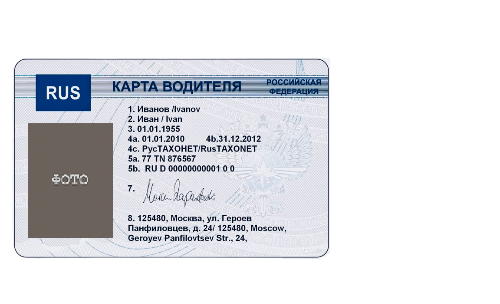 RUS
КАРТА ВОДИТЕЛЯ
РОССИЙСКАЯ
ФЕДЕРАЦИЯ
1. Иванов /Ivanov
2. Иван / Ivan
3. 01.01.1955
4a. 01.01.2010 4b.31.12.2012
4c. РусТАХОНЕТ/RusTAXONET
5a. 77 TN 876567
5b. RU D 00000000001 0 0
ФОТО
7.
8. 125480, Москва, ул. Героев
Панфиловцев, д. 24/ 125480, Moscow,
Geroyev Panfilovtsev Str., 24,